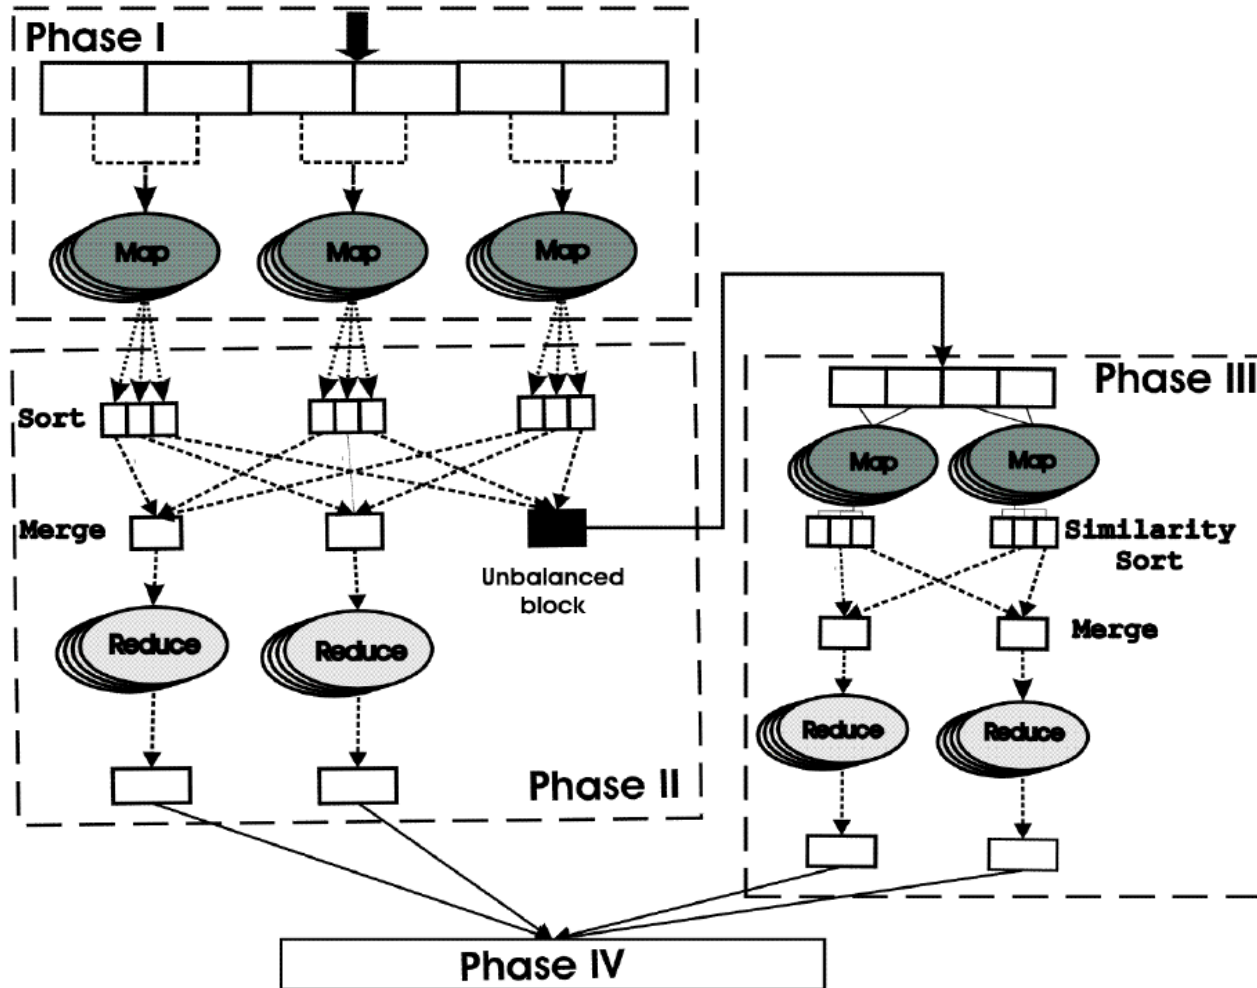 Phase I
Map
Map
Map
Phase III
Sort
Map
Map
Merge
Unbalanced
block
Similarity
Sort
Reduce
Reduce
Merge
Reduce
Reduce
Phase II
Phase IV